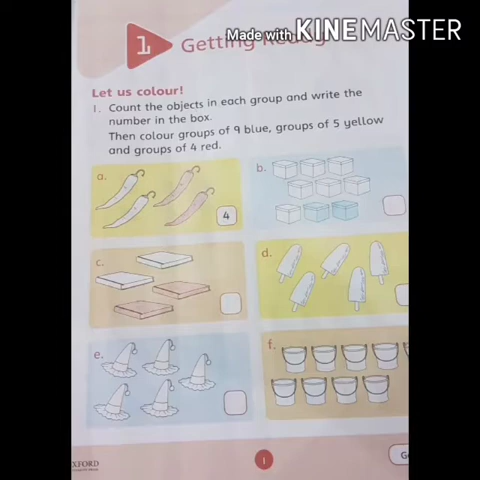 Made with KINEMASTER
1
Getting Ready
Let us colour!
1. Count the objects in each group and write the
number in the box.
Then colour groups of 9 blue, groups of 5 yellow
and groups of 4 red.
a.
b.
4
c.
d.
e.
f.
XFORD
1